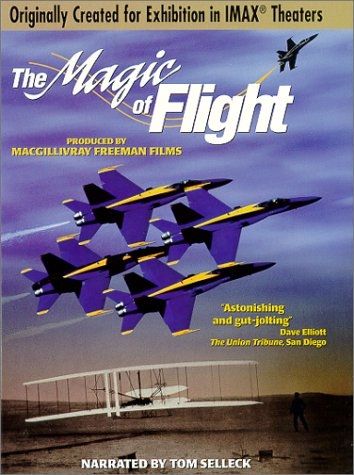 Originally Created for Exhibition in IMAX® Theaters
The Magic
of Flight
PRODUCED BY
MACGILLIVRAY FREEMAN FILMS
"Astonishing
and gut-jolting"
Dave Elliott
The Union Tribune, San Diego
NARRATED BY TOM SELLECK